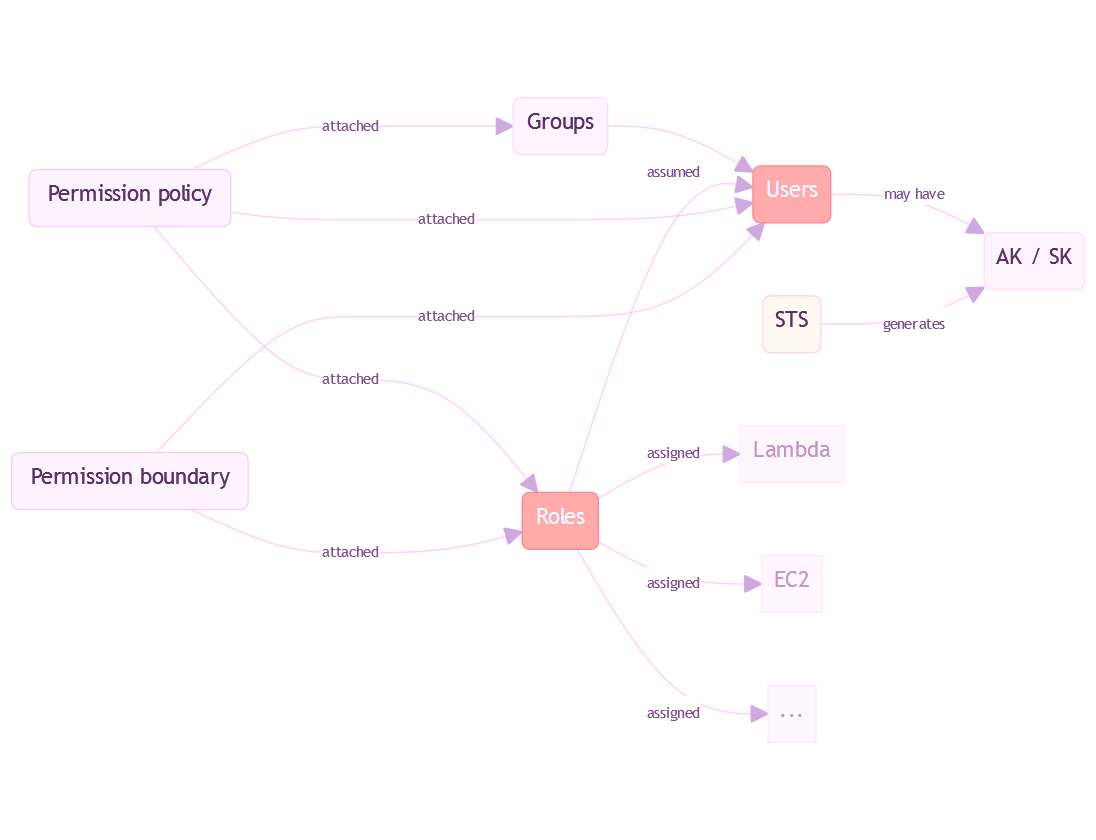 attached
Groups
assumed
Permission policy
Users
attached
may have
AK / SK
attached
STS
generates
attached
assigned
Lambda
Permission boundary
Roles
attached
assigned
EC2
assigned
...